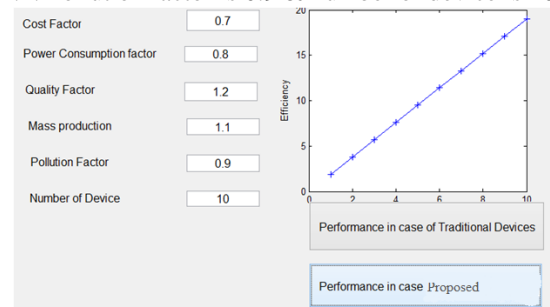 Cost Factor
0.7
Power Consumption factor
0.8
Quality Factor
1.2
Mass production
1.1
Pollution Factor
0.9
Number of Device
10
20
15
10
5
0
Efficiency
0 2 4 6 8 10
Performance in case of Traditional Devices
Performance in case Proposed